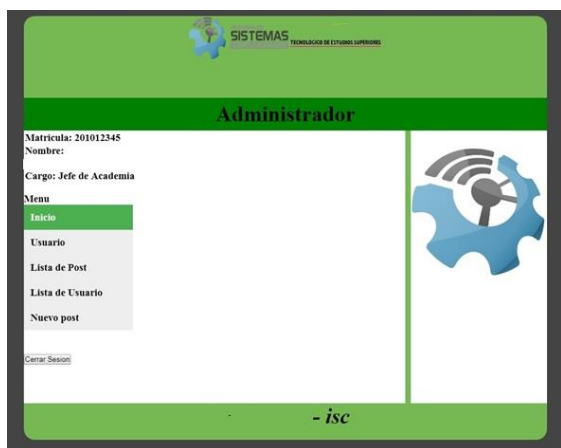 SISTEMAS
TECNOLOGICO DE ESTUDIOS SUPERIORES
Administrador
Matricula: 201012345
Nombre:
Cargo: Jefe de Academia
Menu
Inicio
Usuario
Lista de Post
Lista de Usuario
Nuevo post
Cerrar Sesion
- - isc